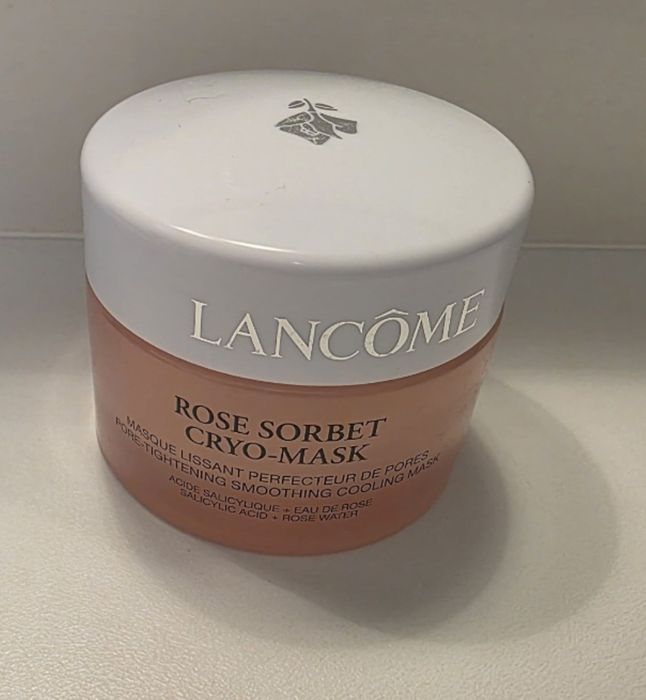 LANCÔME
ROSE SORBET
CRYO-MASK
MASQUE LISSANT PERFECTEUR DE PORES
PORE-TIGHTENING SMOOTHING COOLING MASK
ACIDE SALICYLIQUE + EAU DE ROSE
SALICYLIC ACID + ROSE WATER